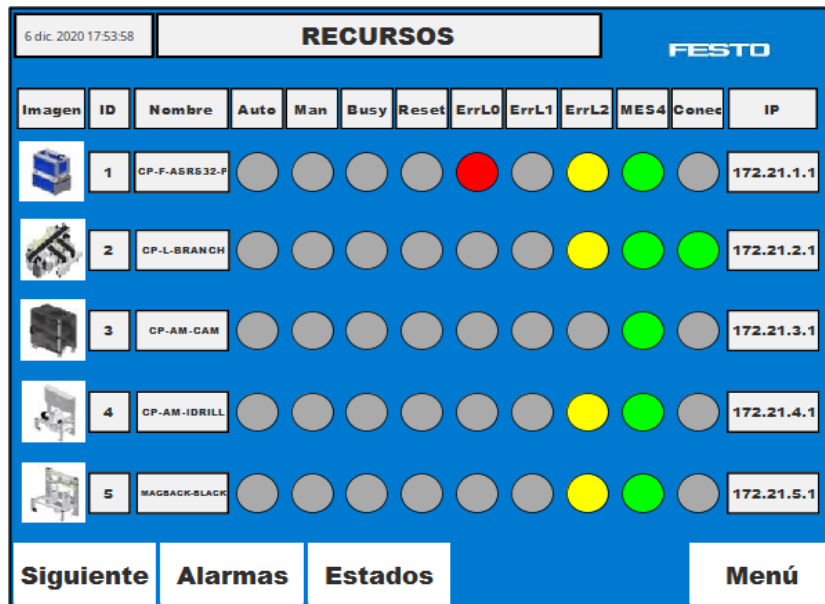 6 dic. 2020 17:53:58 RECURSOS FESTO
Imagen ID Nombre Auto Man Busy Reset ErrL0 ErrL1 ErrL2 MES4 Conec IP
1 CP-F-ASRS32-P 172.21.1.1
2 CP-L-BRANCH 172.21.2.1
3 CP-AM-CAM 172.21.3.1
4 CP-AM-IDRILL 172.21.4.1
5 MAGBACK-BLACK 172.21.5.1
Siguiente Alarmas Estados Menú